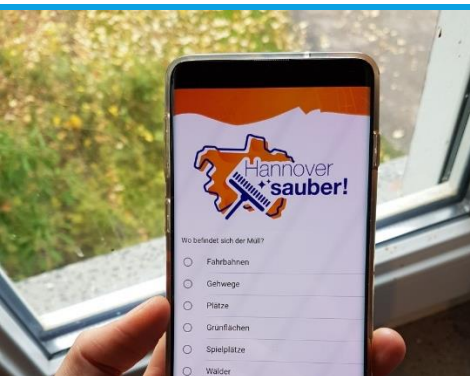 Hannover
sauber!
Wo befindet sich der Müll?
Fahrbahnen
Gehwege
Plätze
Grünflächen
Spielplätze
Wälder